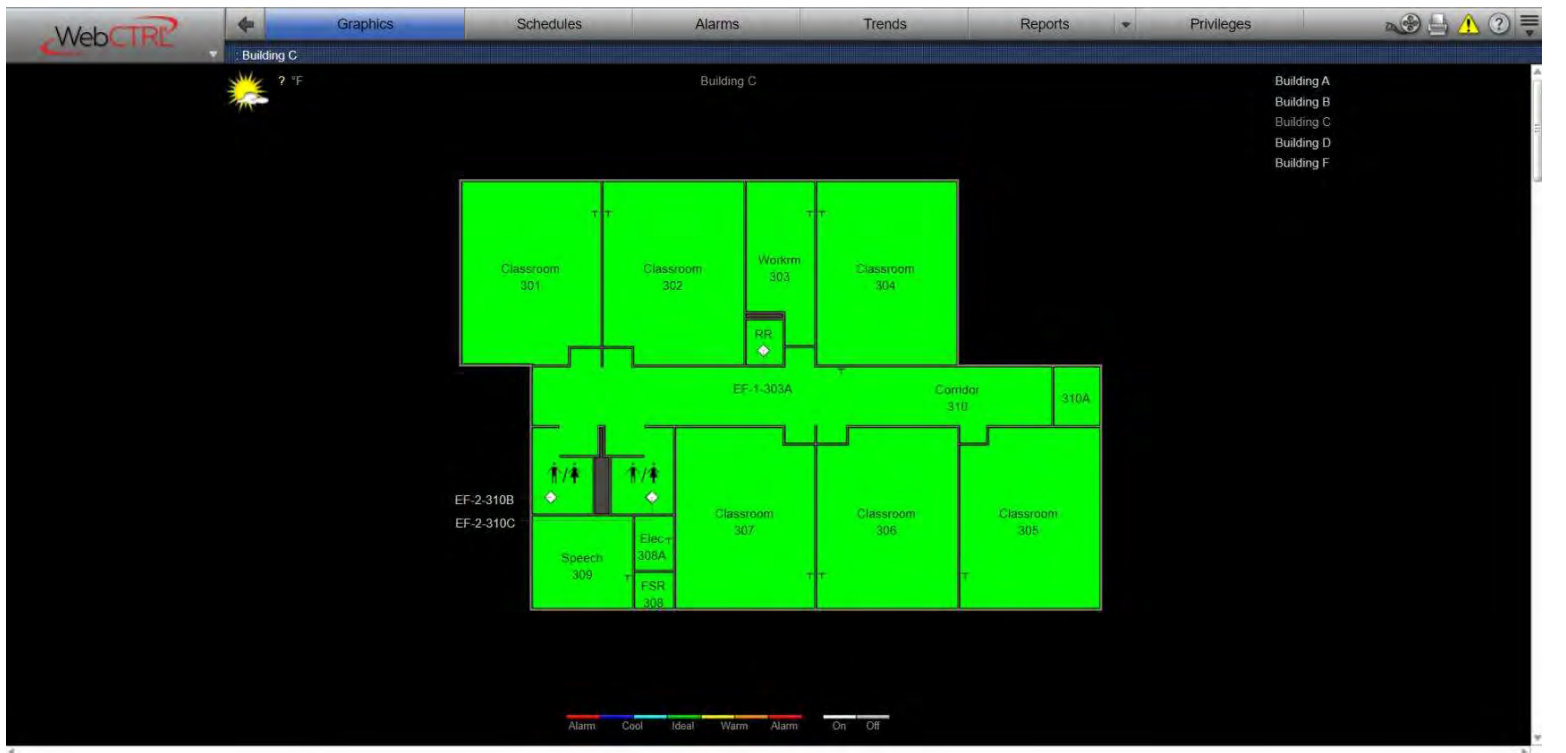 WebCTRL
Graphics
Schedules
Alarms
Trends
Reports
Privileges
?
: Building C
? °F
Building C
Building A
Building B
Building C
Building D
Building F
Classroom
301
Classroom
302
Workrm
303
Classroom
304
RR
EF-1-303A
Corridor
310
310A
EF-2-310B
EF-2-310C
Classroom
307
Classroom
306
Classroom
305
Elec
308A
Speech
309
FSR
308
Alarm
Cool
Ideal
Warm
Alarm
On
Off